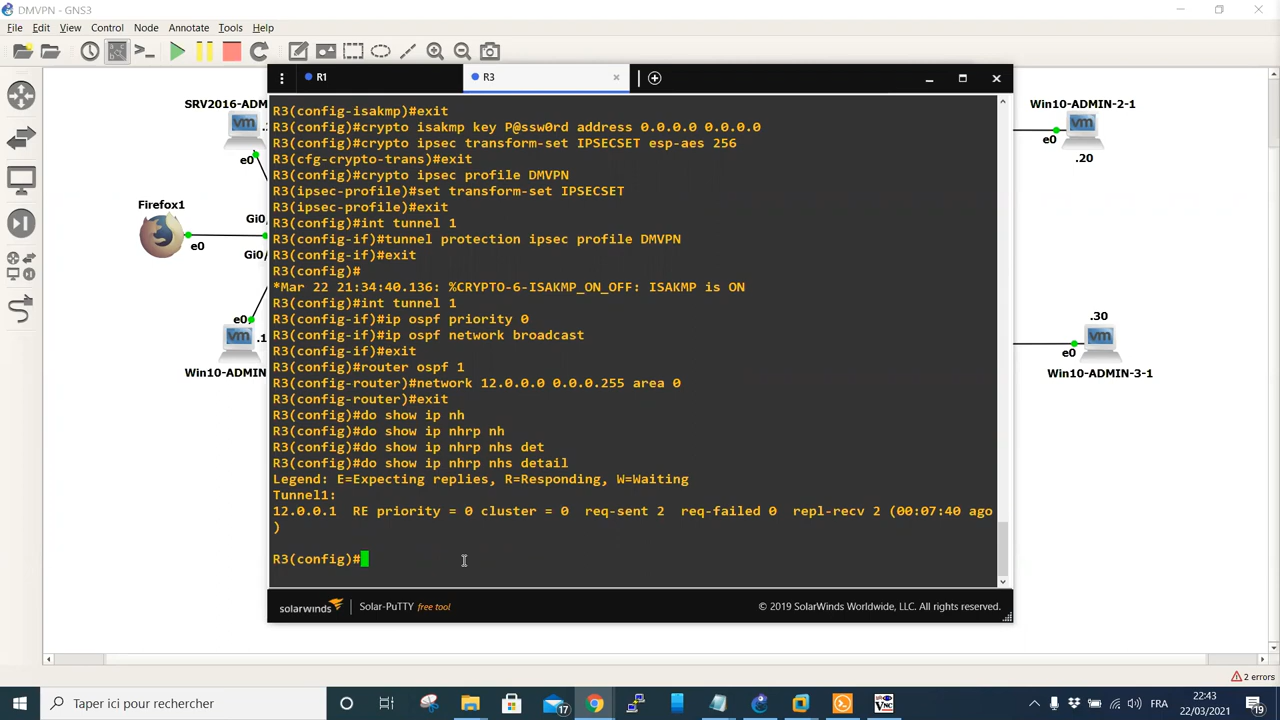 DMVPN - GNS3
File Edit View Control Node Annotate Tools Help
R1
R3
SRV2016-ADM
e0
Firefox1
e0
Gi0/
Gi0/
e0
.1
Win10-ADMIN
R3(config-isakmp)#exit
R3(config)#crypto isakmp key P@ssw0rd address 0.0.0.0 0.0.0.0
R3(config)#crypto ipsec transform-set IPSECSET esp-aes 256
R3(cfg-crypto-trans)#exit
R3(config)#crypto ipsec profile DMVPN
R3(ipsec-profile)#set transform-set IPSECSET
R3(ipsec-profile)#exit
R3(config)#int tunnel 1
R3(config-if)#tunnel protection ipsec profile DMVPN
R3(config-if)#exit
R3(config)#
*Mar 22 21:34:40.136: %CRYPTO-6-ISAKMP_ON_OFF: ISAKMP is ON
R3(config)#int tunnel 1
R3(config-if)#ip ospf priority 0
R3(config-if)#ip ospf network broadcast
R3(config-if)#exit
R3(config)#router ospf 1
R3(config-router)#network 12.0.0.0 0.0.0.255 area 0
R3(config-router)#exit
R3(config)#do show ip nh
R3(config)#do show ip nhrp nh
R3(config)#do show ip nhrp nhs det
R3(config)#do show ip nhrp nhs detail
Legend: E=Expecting replies, R=Responding, W=Waiting
Tunnel1:
12.0.0.1 RE priority = 0 cluster = 0 req-sent 2 req-failed 0 repl-recv 2 (00:07:40 ago
)
R3(config)#
solarwinds Solar-PuTTY free tool
© 2019 SolarWinds Worldwide, LLC. All rights reserved.
Win10-ADMIN-2-1
e0
.20
.30
e0
Win10-ADMIN-3-1
2 errors
Taper ici pour rechercher
17
FRA
22:43
22/03/2021
19